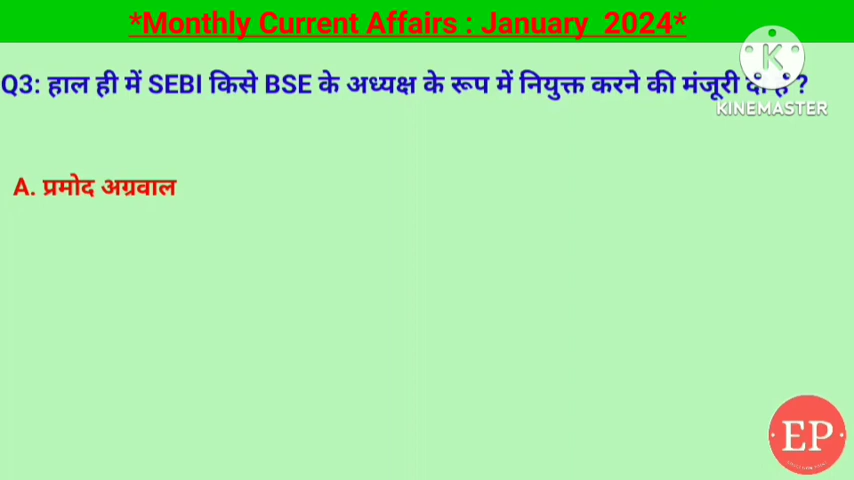 *Monthly Current Affairs : January 2024*
Q3: हाल ही में SEBI किसे BSE के अध्यक्ष के रूप में नियुक्त करने की मंजूरी ?
KINEMASTER
A. प्रमोद अग्रवाल
EP